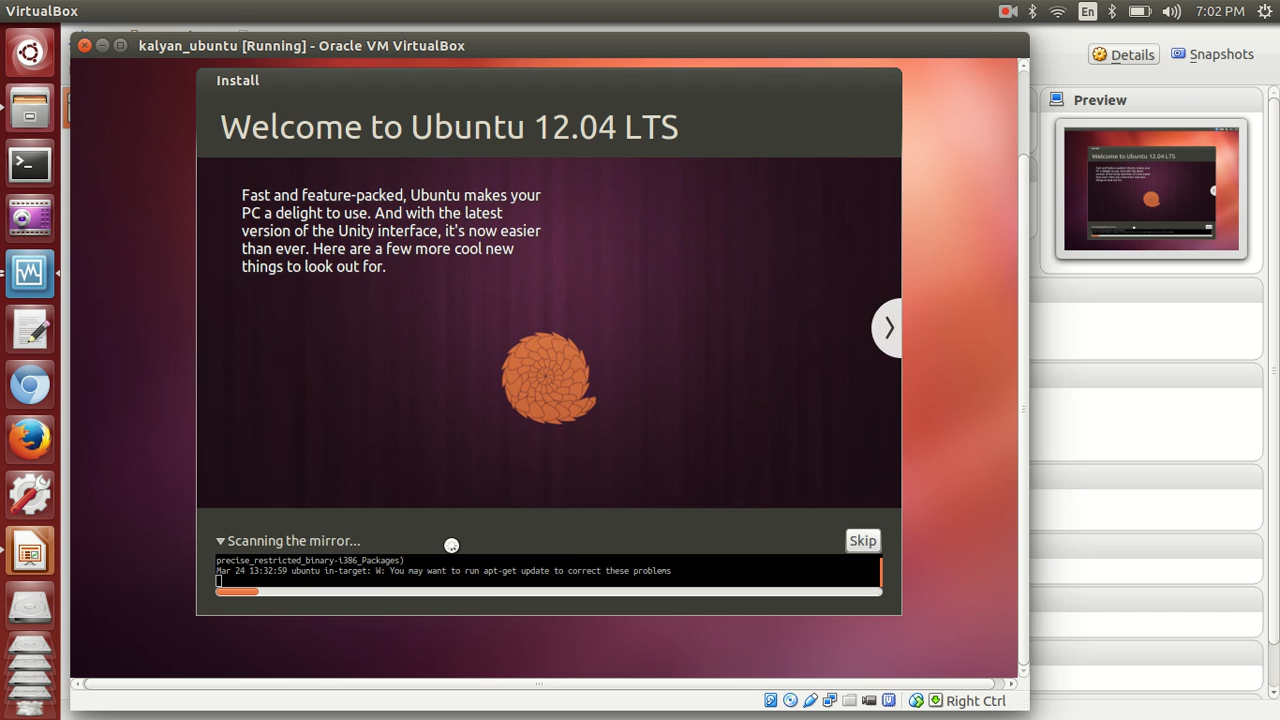 VirtualBox
En
7:02 PM
kalyan_ubuntu [Running] - Oracle VM VirtualBox
Details
Snapshots
Install
Preview
Welcome to Ubuntu 12.04 LTS
Fast and feature-packed, Ubuntu makes your
PC a delight to use. And with the latest
version of the Unity interface, it's now easier
than ever. Here are a few more cool new
things to look out for.
Scanning the mirror...
Skip
precise_restricted_binary-i386_Packages)
Mar 24 13:32:59 ubuntu in-target: W: You may want to run apt-get update to correct these problems
Right Ctrl